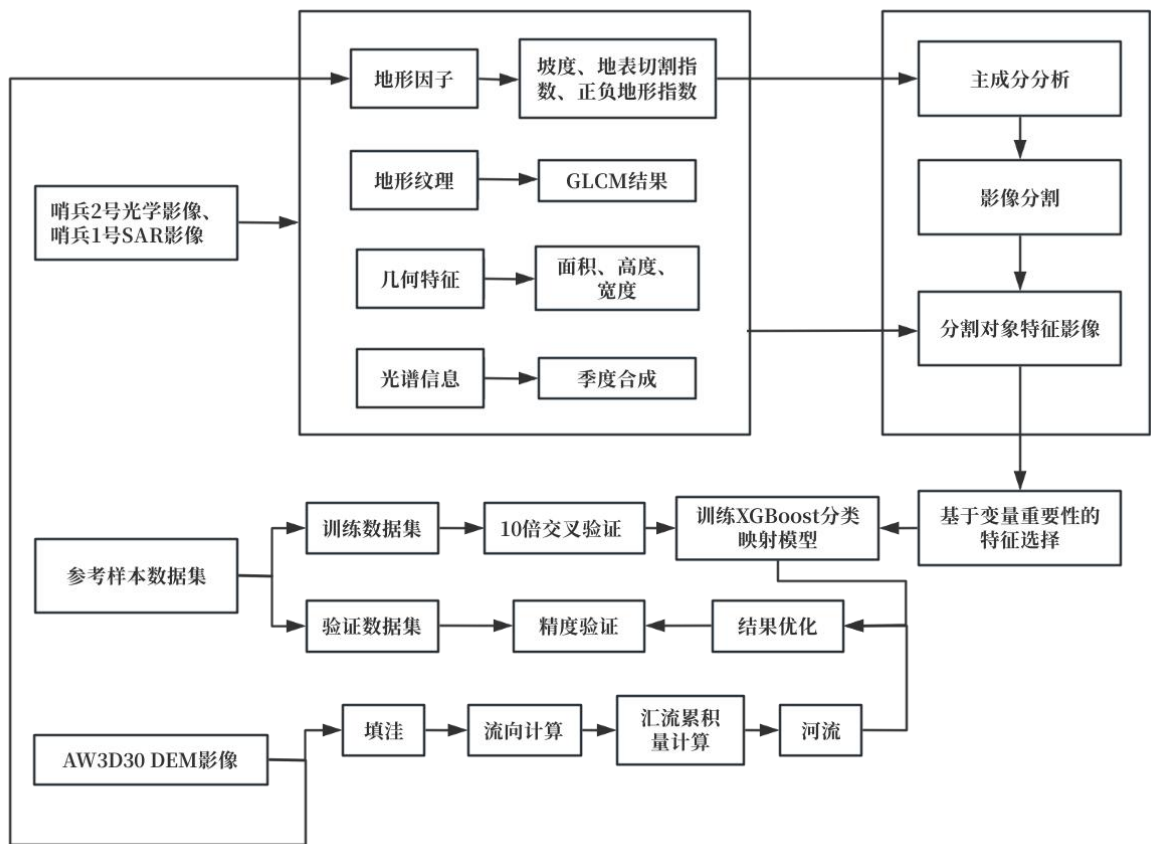 地形因子
坡度、地表切割指
数、正负地形指数
主成分分析
地形纹理
GLCM结果
影像分割
哨兵2号光学影像、
哨兵1号SAR影像
几何特征
面积、高度、
宽度
分割对象特征影像
光谱信息
季度合成
训练数据集
10倍交叉验证
训练XGBoost分类
映射模型
基于变量重要性的
特征选择
参考样本数据集
验证数据集
精度验证
结果优化
AW3D30 DEM影像
填洼
流向计算
汇流累积
量计算
河流